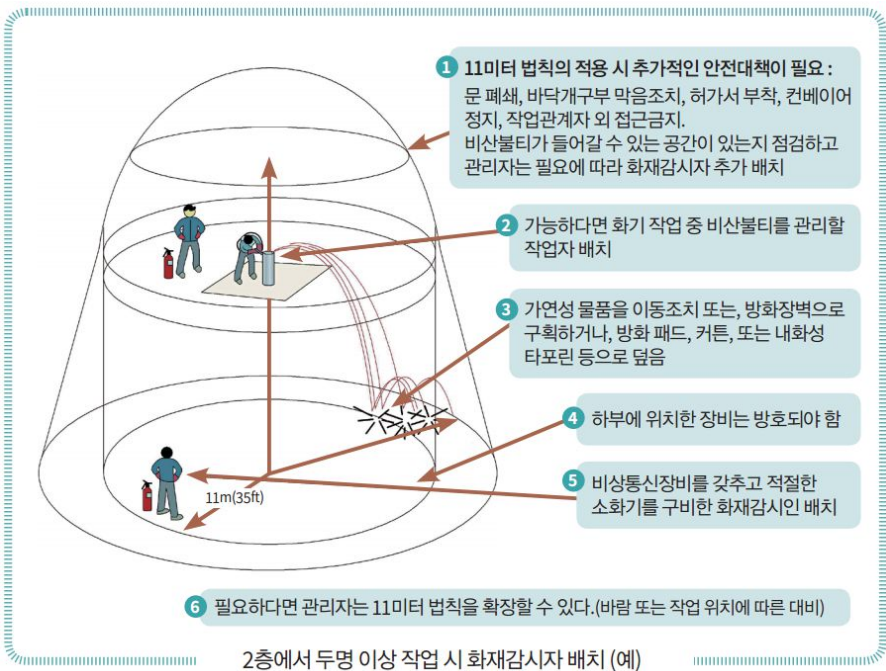 1 11미터 법칙의 적용 시 추가적인 안전대책이 필요 :
문 폐쇄, 바닥개구부 막음조치, 허가서 부착, 컨베이어
정지, 작업관계자 외 접근금지.
비산불티가 들어갈 수 있는 공간이 있는지 점검하고
관리자는 필요에 따라 화재감시자 추가 배치
2 가능하다면 화기 작업 중 비산불티를 관리할
작업자 배치
3 가연성 물품을 이동조치 또는, 방화장벽으로
구획하거나, 방화 패드, 커튼, 또는 내화성
타포린 등으로 덮음
4 하부에 위치한 장비는 방호되야 함
5 비상통신장비를 갖추고 적절한
소화기를 구비한 화재감시인 배치
11m(35ft)
6 필요하다면 관리자는 11미터 법칙을 확장할 수 있다.(바람 또는 작업 위치에 따른 대비)
2층에서 두명 이상 작업 시 화재감시자 배치 (예)